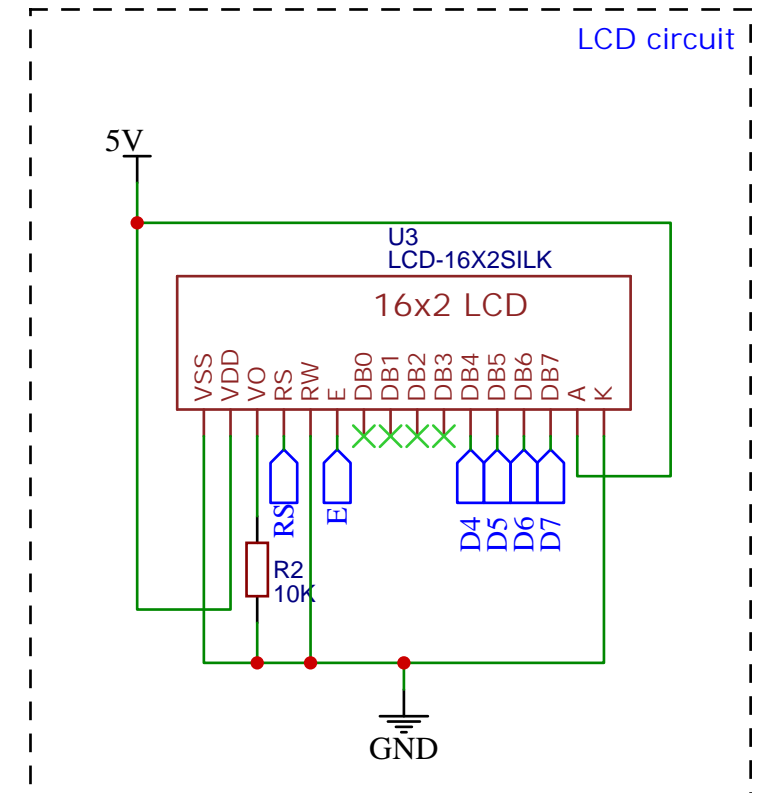 LCD circuit
5V
U3
LCD-16X2SILK
16x2 LCD
VSS
VDD
VO
RS
RW
E
DB0
DB1
DB2
DB3
DB4
DB5
DB6
DB7
A
K
RS
E
D4
D5
D6
D7
R2
10K
GND